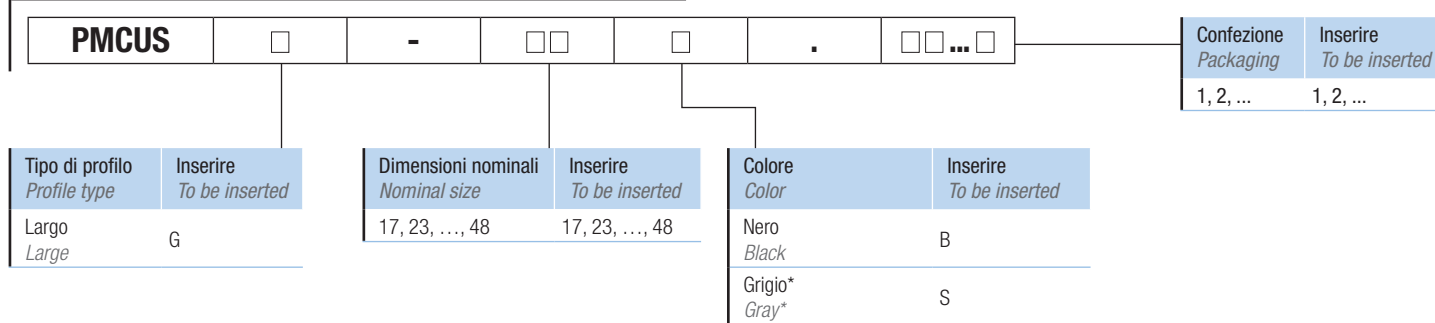 PMCUS □ - □□ □ . □□...□
Confezione Inserire
Packaging To be inserted
1, 2, ... 1, 2, ...
Tipo di profilo Inserire
Profile type To be inserted
Largo
Large
G
Dimensioni nominali Inserire
Nominal size To be inserted
17, 23, …, 48 17, 23, …, 48
Colore Inserire
Color To be inserted
Nero
Black
B
Grigio*
Gray*
S